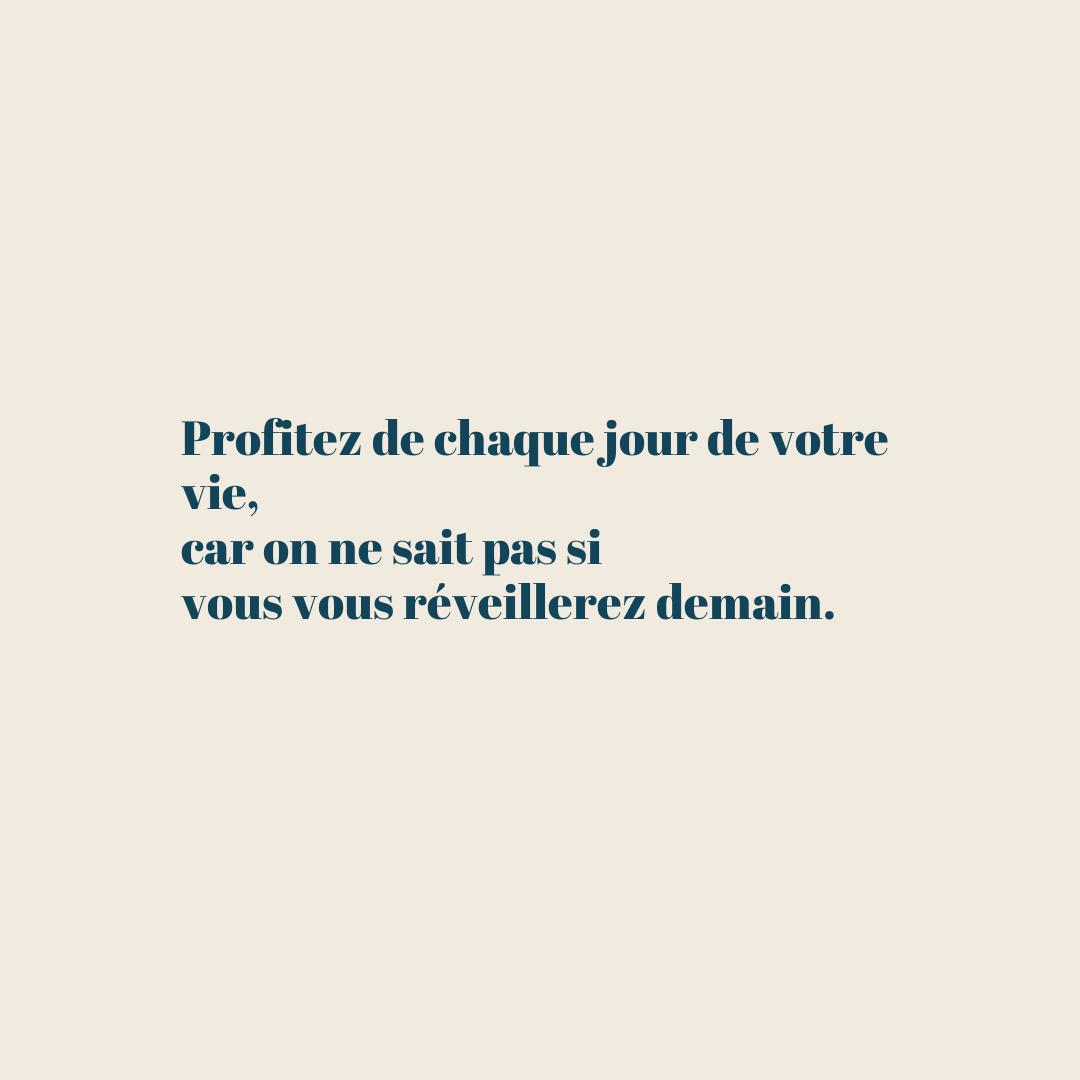 Profitez de chaque jour de votre
vie,
car on ne sait pas si
vous vous réveillerez demain.